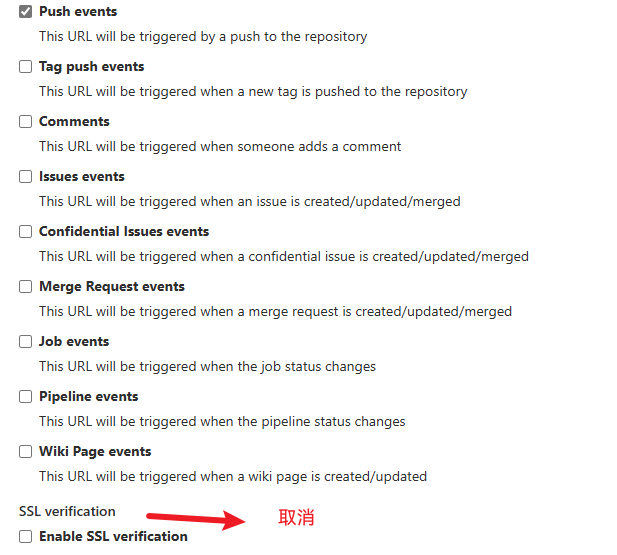 Push events
This URL will be triggered by a push to the repository
Tag push events
This URL will be triggered when a new tag is pushed to the repository
Comments
This URL will be triggered when someone adds a comment
Issues events
This URL will be triggered when an issue is created/updated/merged
Confidential Issues events
This URL will be triggered when a confidential issue is created/updated/merged
Merge Request events
This URL will be triggered when a merge request is created/updated/merged
Job events
This URL will be triggered when the job status changes
Pipeline events
This URL will be triggered when the pipeline status changes
Wiki Page events
This URL will be triggered when a wiki page is created/updated
SSL verification 取消
Enable SSL verification